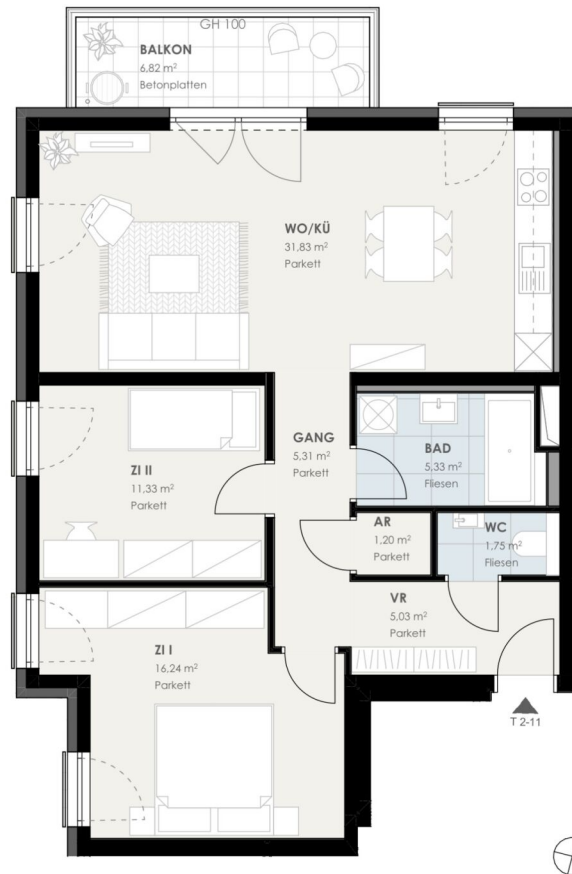 GH 100
BALKON
6,82 m²
Betonplatten
WO/KÜ
31,83 m²
Parkett
GANG
5,31 m²
Parkett
BAD
5,33 m²
Fliesen
ZI II
11,33 m²
Parkett
AR
1,20 m²
Parkett
WC
1,75 m²
Fliesen
VR
5,03 m²
Parkett
ZI I
16,24 m²
Parkett
T 2-11